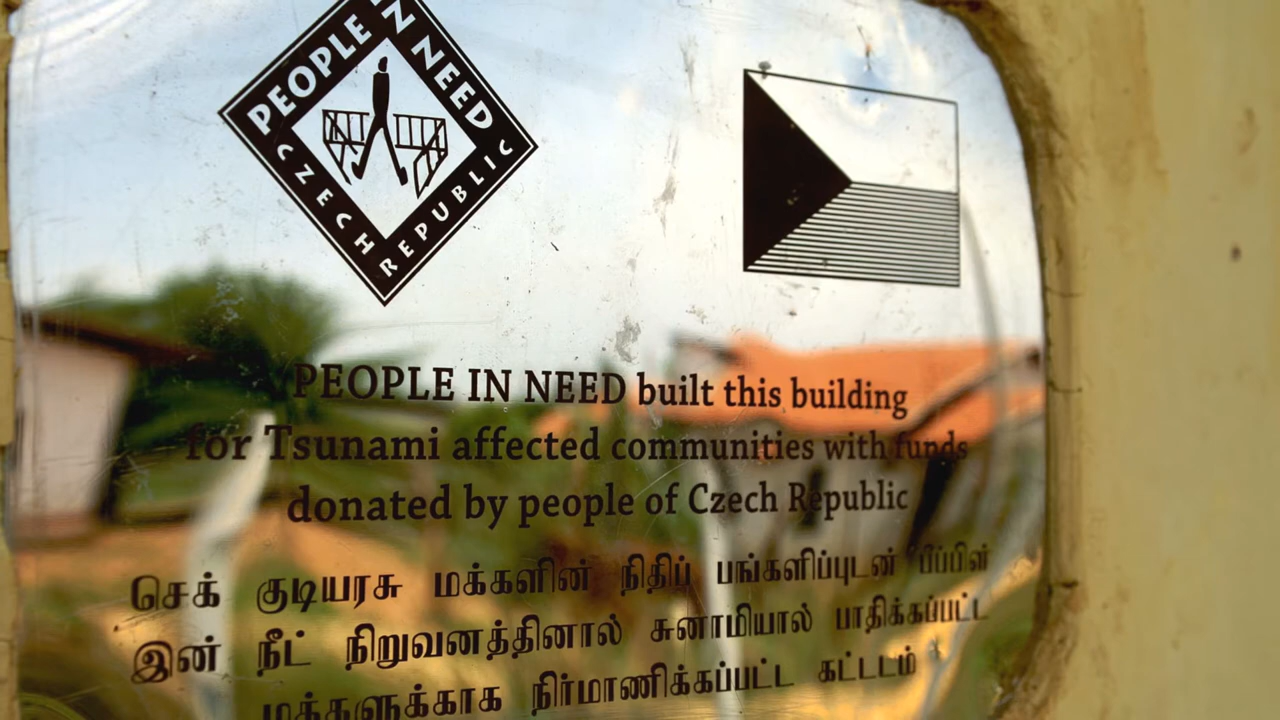 PEOPLE IN NEED
CZECH REPUBLIC
PEOPLE IN NEED built this building
for Tsunami affected communities with funds
donated by people of Czech Republic
செக் குடியரசு மக்களின் நிதிப் பங்களிப்புடன் பீப்பிள்
இன் நீட் நிறுவனத்தினால் சுனாமியால் பாதிக்கப்பட்ட
மக்களுக்காக நிர்மாணிக்கப்பட்ட கட்டடம்